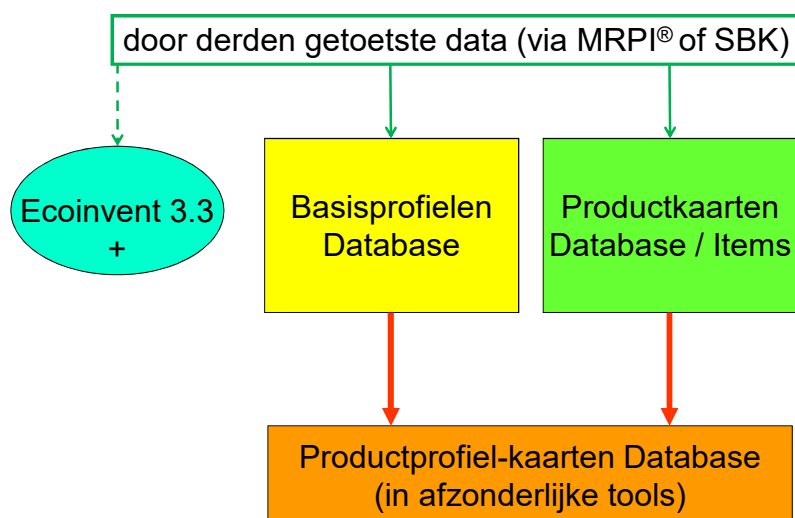 door derden getoetste data (via MRPI® of SBK)
Ecoinvent 3.3
+
Basisprofielen
Database
Productkaarten
Database / Items
Productprofiel-kaarten Database
(in afzonderlijke tools)